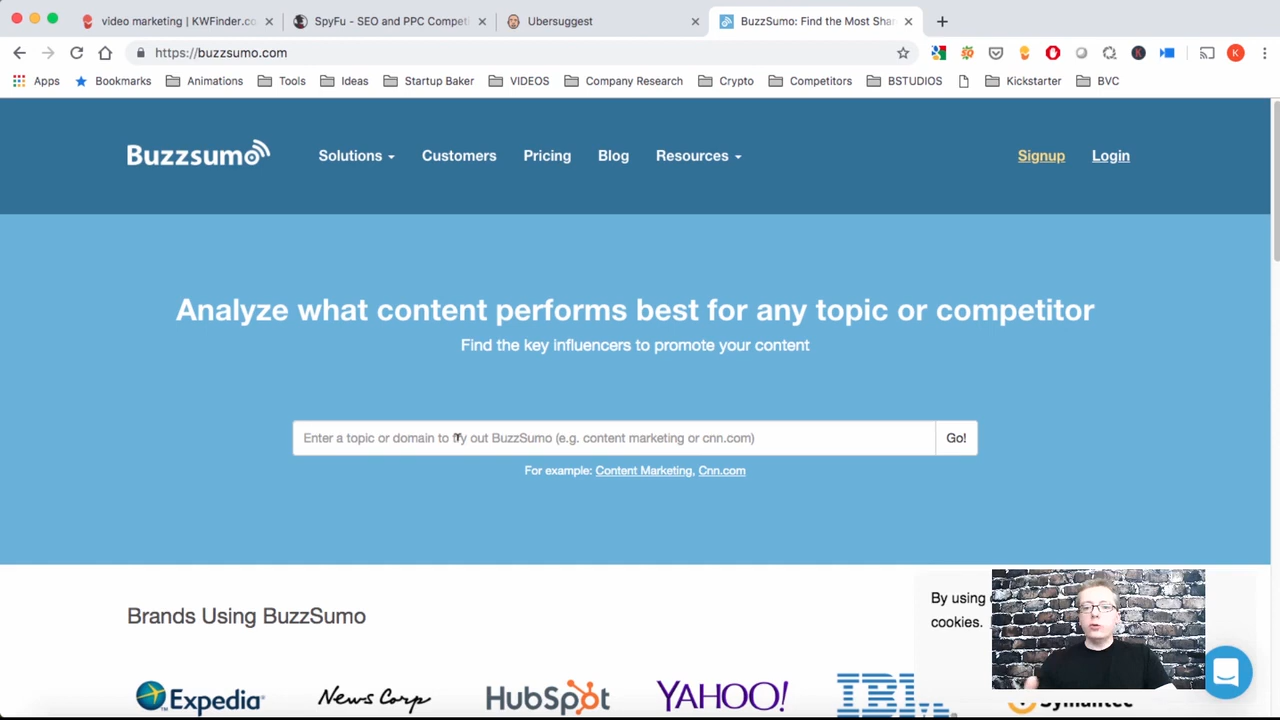 video marketing | KWFinder.co
SpyFu - SEO and PPC Competi
Ubersuggest
BuzzSumo: Find the Most Sha
https://buzzsumo.com
K
Apps
Bookmarks
Animations
Tools
Ideas
Startup Baker
VIDEOS
Company Research
Crypto
Competitors
BSTUDIOS
Kickstarter
BVC
Buzzsumo
Solutions
Customers
Pricing
Blog
Resources
Signup
Login
Analyze what content performs best for any topic or competitor
Find the key influencers to promote your content
Enter a topic or domain to try out BuzzSumo (e.g. content marketing or cnn.com)
Go!
For example: Content Marketing, Cnn.com
Brands Using BuzzSumo
By using
cookies.
Expedia
News Corp
HubSpot
YAHOO!
IBM
Symantec